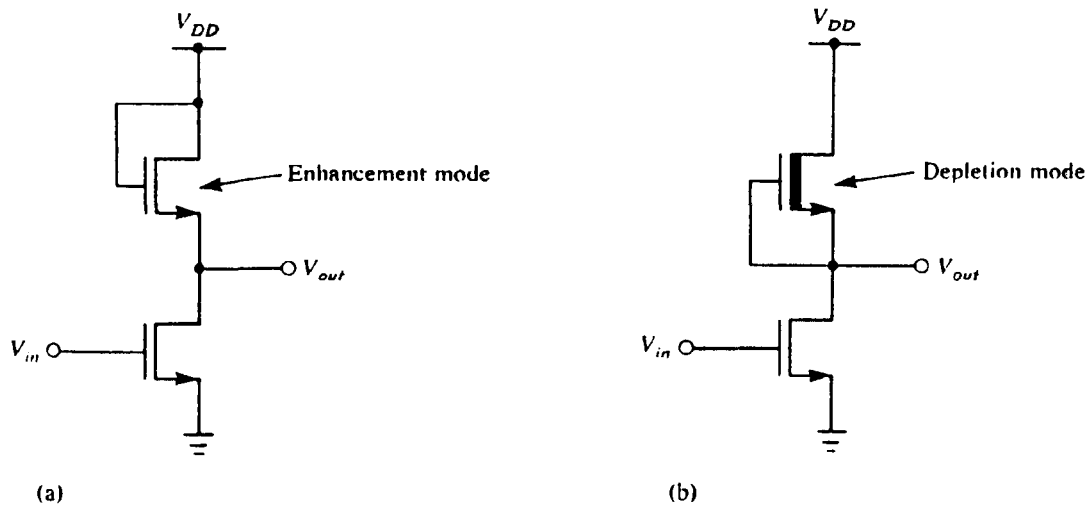 V_DD
Enhancement mode
V_out
V_in
(a)
V_DD
Depletion mode
V_out
V_in
(b)